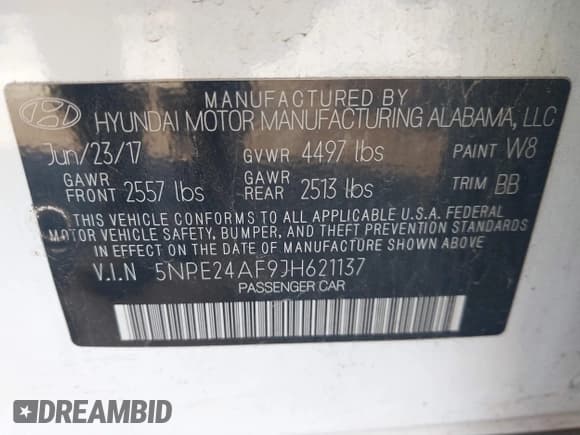 MANUFACTURED BY
HYUNDAI MOTOR MANUFACTURING ALABAMA, LLC
Jun/23/17 GVWR 4497 lbs PAINT W8
GAWR FRONT 2557 lbs GAWR REAR 2513 lbs TRIM BB
THIS VEHICLE CONFORMS TO ALL APPLICABLE U.S.A. FEDERAL
MOTOR VEHICLE SAFETY, BUMPER, AND THEFT PREVENTION STANDARDS
IN EFFECT ON THE DATE OF MANUFACTURE SHOWN ABOVE.
V.I.N 5NPE24AF9JH621137
PASSENGER CAR
DREAMBID